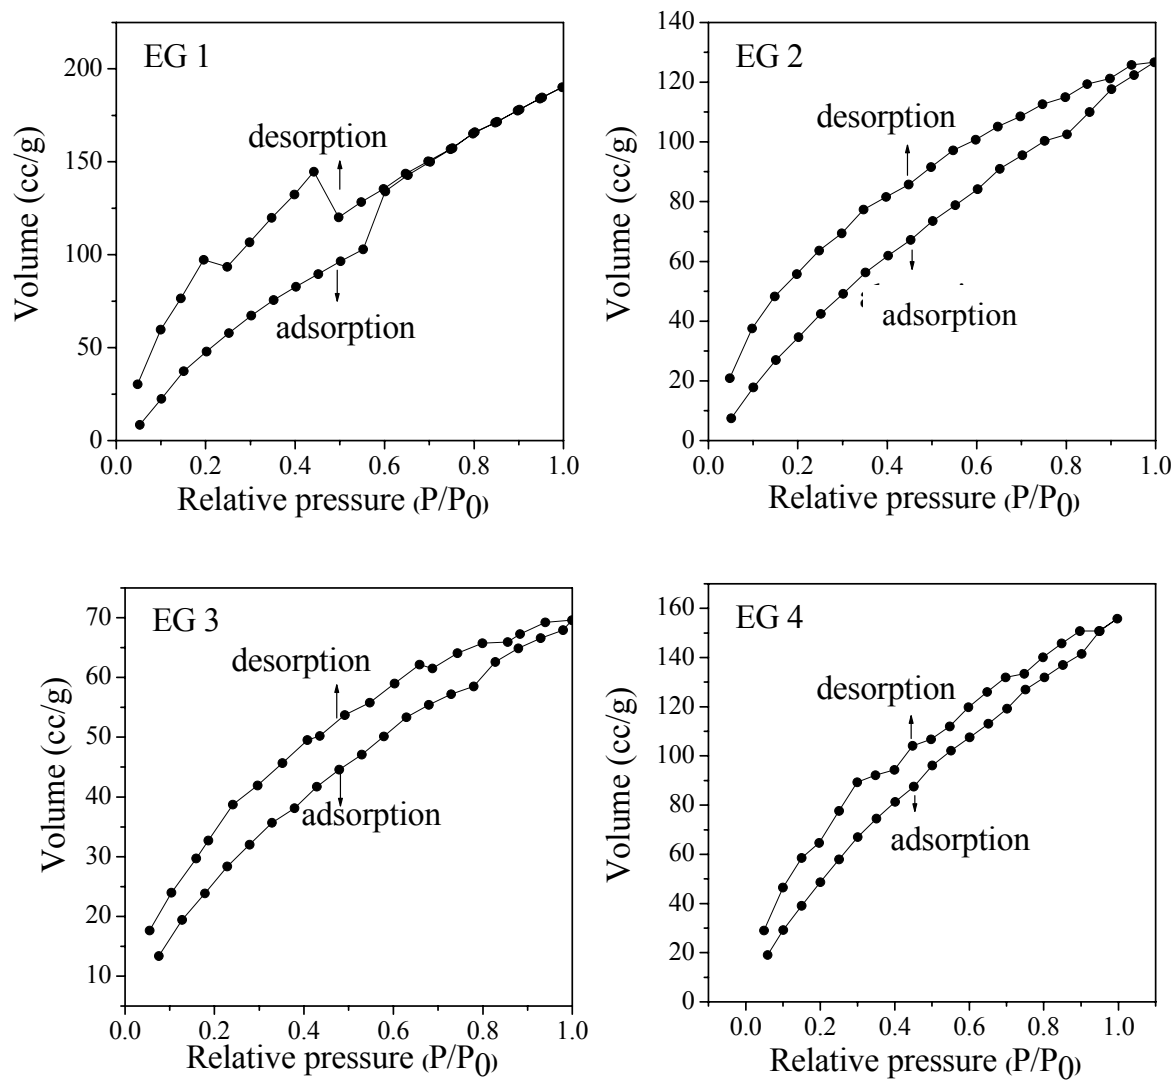 EG 1
desorption
adsorption
Volume (cc/g)
200
150
100
50
0
0.0 0.2 0.4 0.6 0.8 1.0
Relative pressure (P/P0)
EG 2
desorption
adsorption
Volume (cc/g)
140
120
100
80
60
40
20
0
0.0 0.2 0.4 0.6 0.8 1.0
Relative pressure (P/P0)
EG 3
desorption
adsorption
Volume (cc/g)
70
60
50
40
30
20
10
0.0 0.2 0.4 0.6 0.8 1.0
Relative pressure (P/P0)
EG 4
desorption
adsorption
Volume (cc/g)
160
140
120
100
80
60
40
20
0
0.0 0.2 0.4 0.6 0.8 1.0
Relative pressure (P/P0)